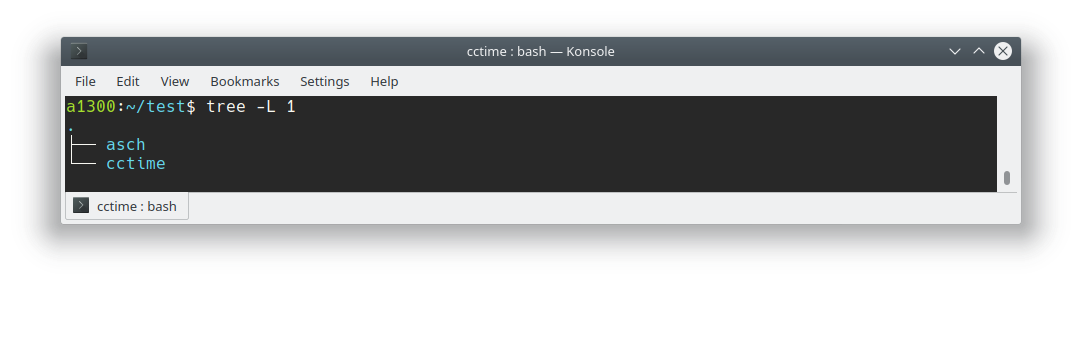 cctime : bash — Konsole
File Edit View Bookmarks Settings Help
a1300:~/test$ tree -L 1
.
├── asch
└── cctime
cctime : bash